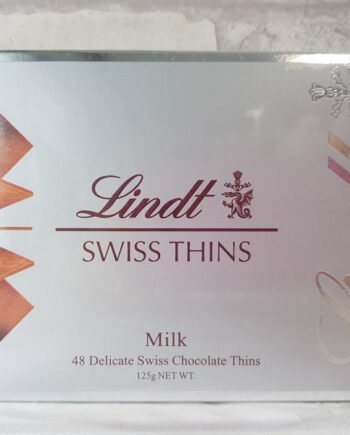 Lindt
SWISS THINS
Milk
48 Delicate Swiss Chocolate Thins
125g NET WT.